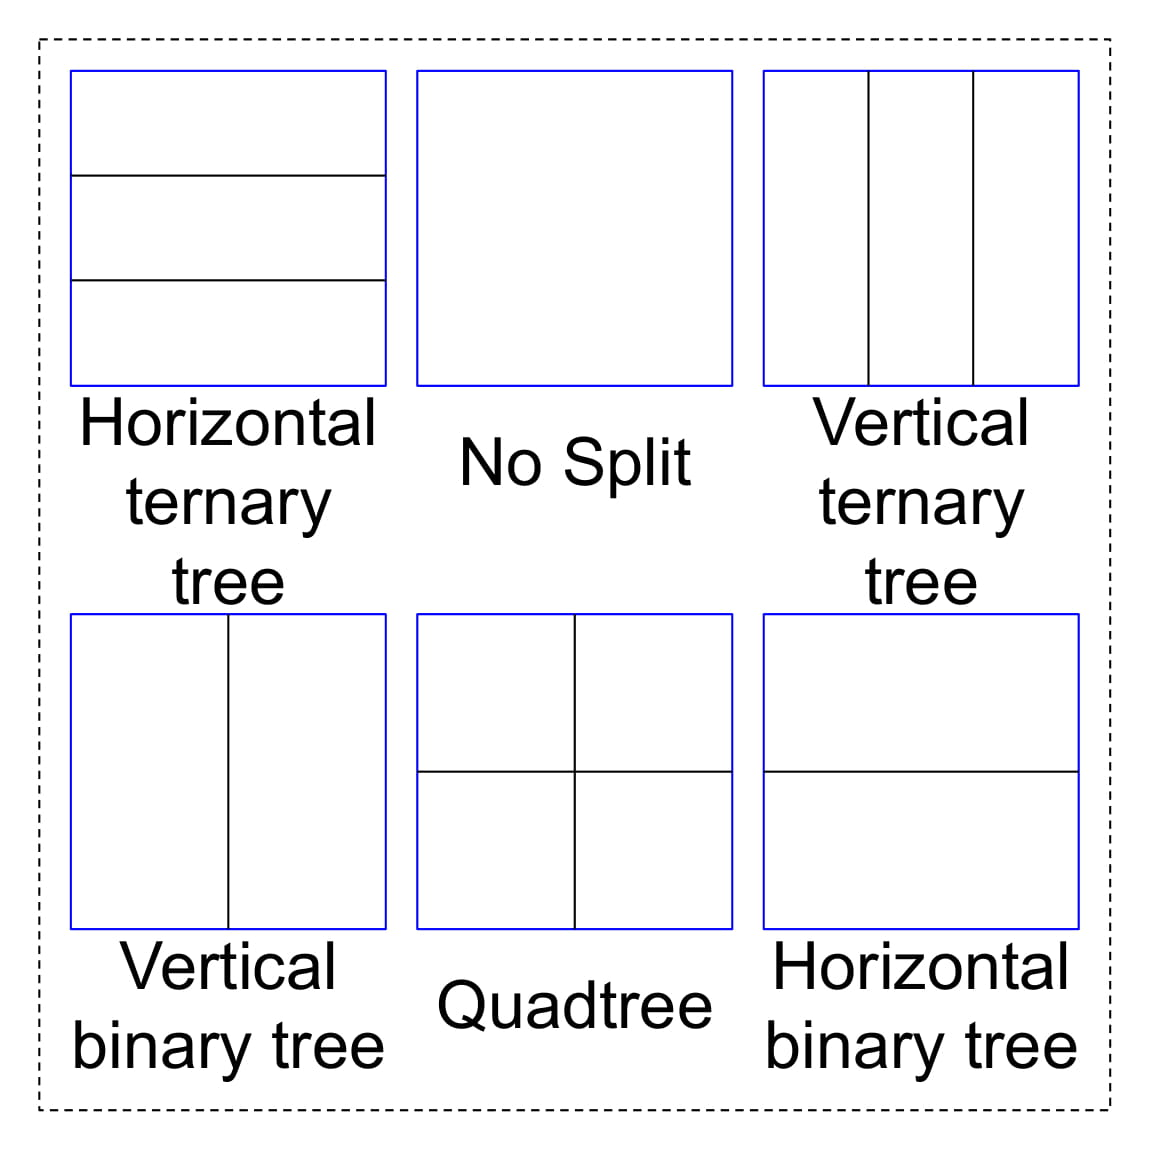 Horizontal
ternary
tree
No Split
Vertical
ternary
tree
Vertical
binary tree
Quadtree
Horizontal
binary tree